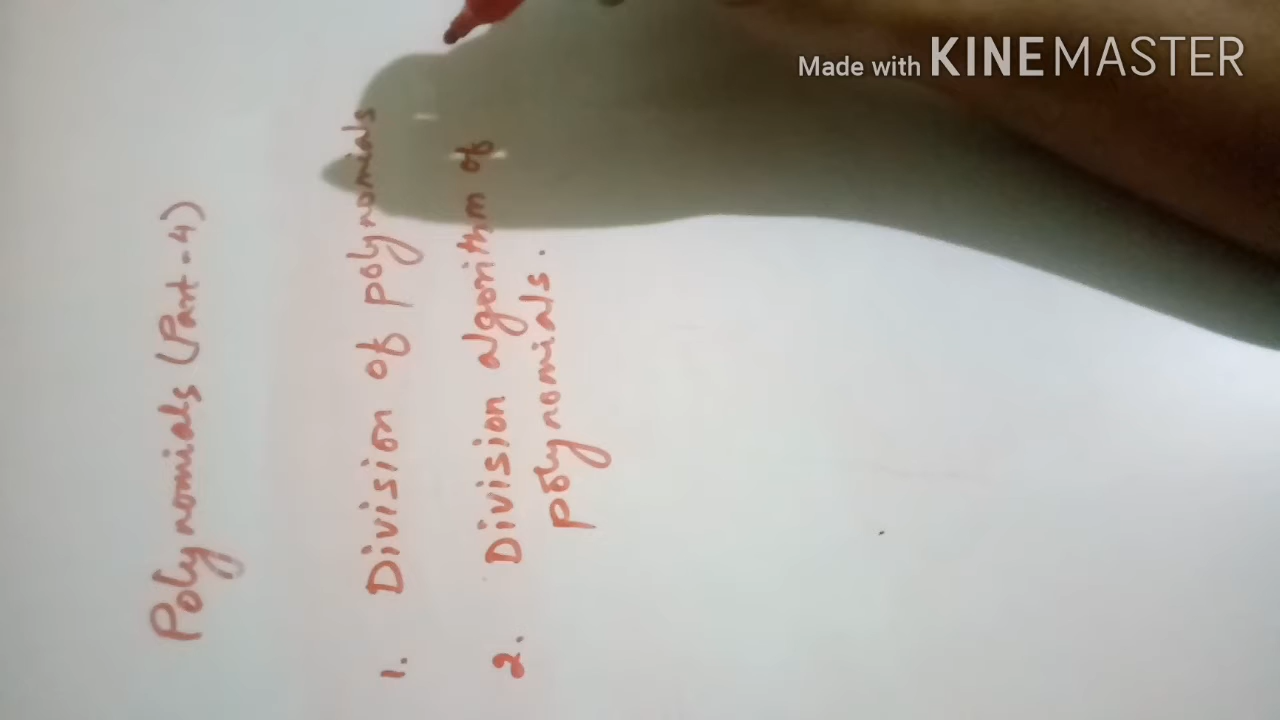 Made with KINEMASTER
Polynomials (Part-4)
1. Division of polynomials
2. Division algorithm of
polynomials.